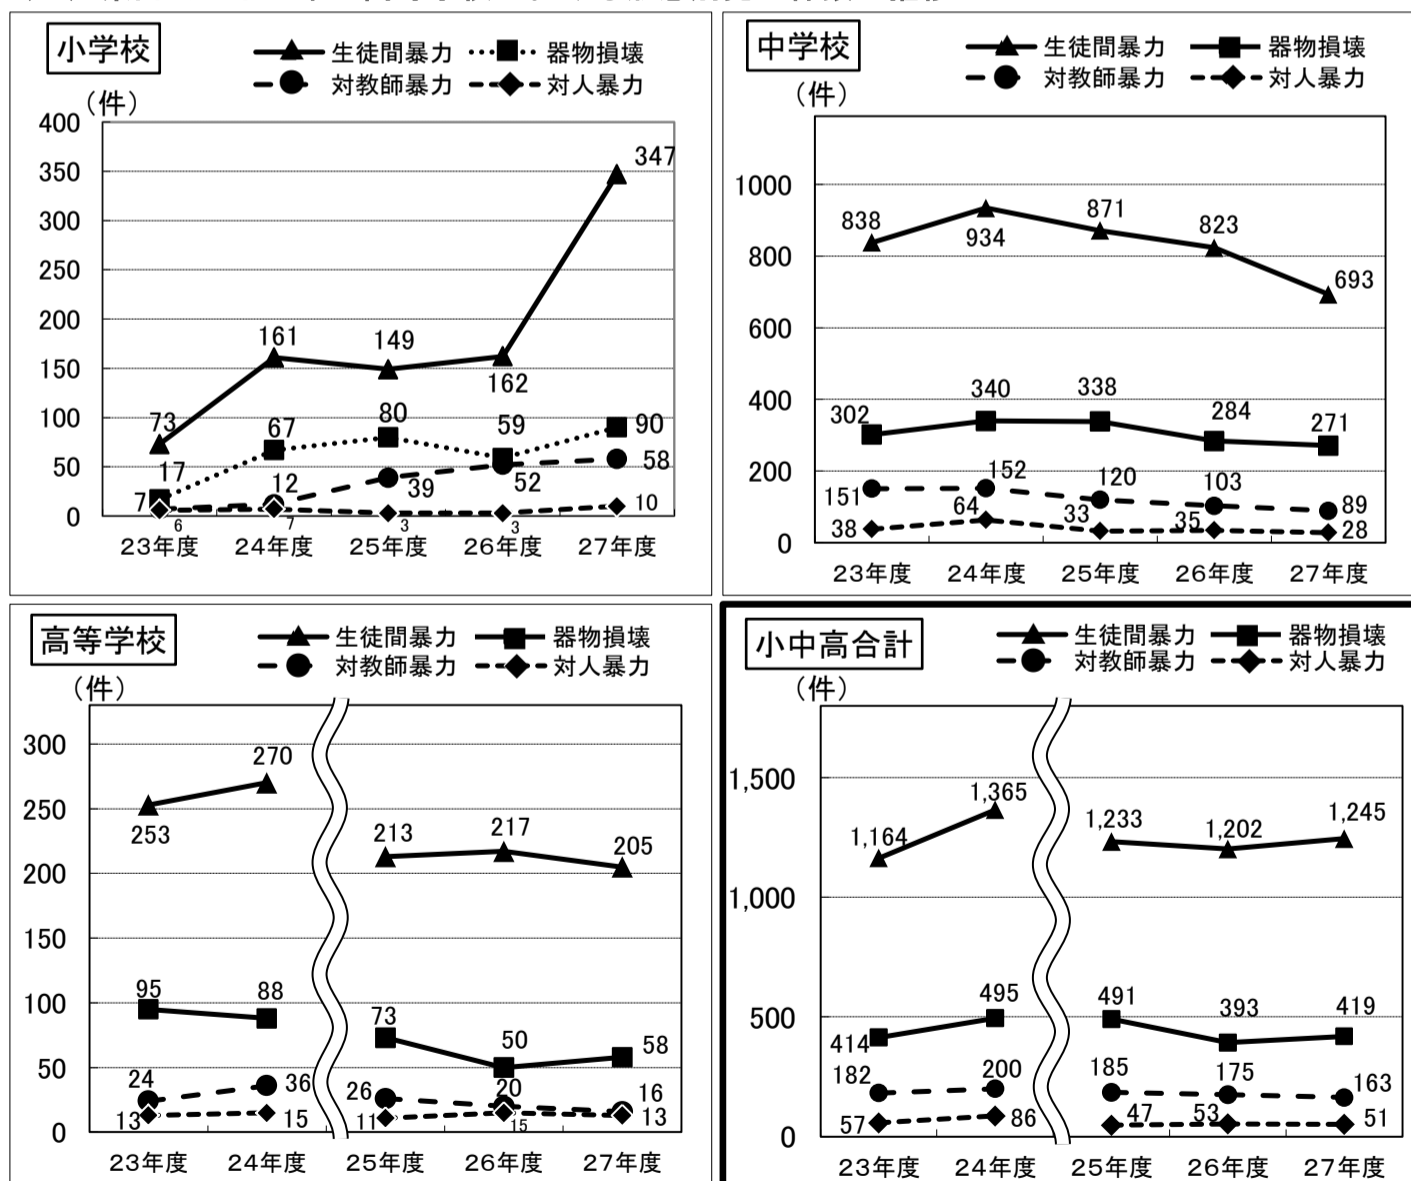 小学校
生徒間暴力 器物損壊
対教師暴力 対人暴力
（件）
400
350
300
250
200
150
100
50
0
347
161 149 162
73 67 80 59 90
17 12 39 52 58
7 6 7 3 3 10
23年度 24年度 25年度 26年度 27年度
中学校
生徒間暴力 器物損壊
対教師暴力 対人暴力
（件）
1000
800
600
400
200
0
838 934 871 823 693
302 340 338 284 271
151 152 120 103 89
38 64 33 35 28
23年度 24年度 25年度 26年度 27年度
高等学校
生徒間暴力 器物損壊
対教師暴力 対人暴力
（件）
300
250
200
150
100
50
0
253 270 213 217 205
95 88 73 50 58
24 36 26 20 16
13 15 11 15 13
23年度 24年度 25年度 26年度 27年度
小中高合計
生徒間暴力 器物損壊
対教師暴力 対人暴力
（件）
1,500
1,000
500
0
1,164 1,365 1,233 1,202 1,245
414 495 491 393 419
182 200 185 175 163
57 86 47 53 51
23年度 24年度 25年度 26年度 27年度